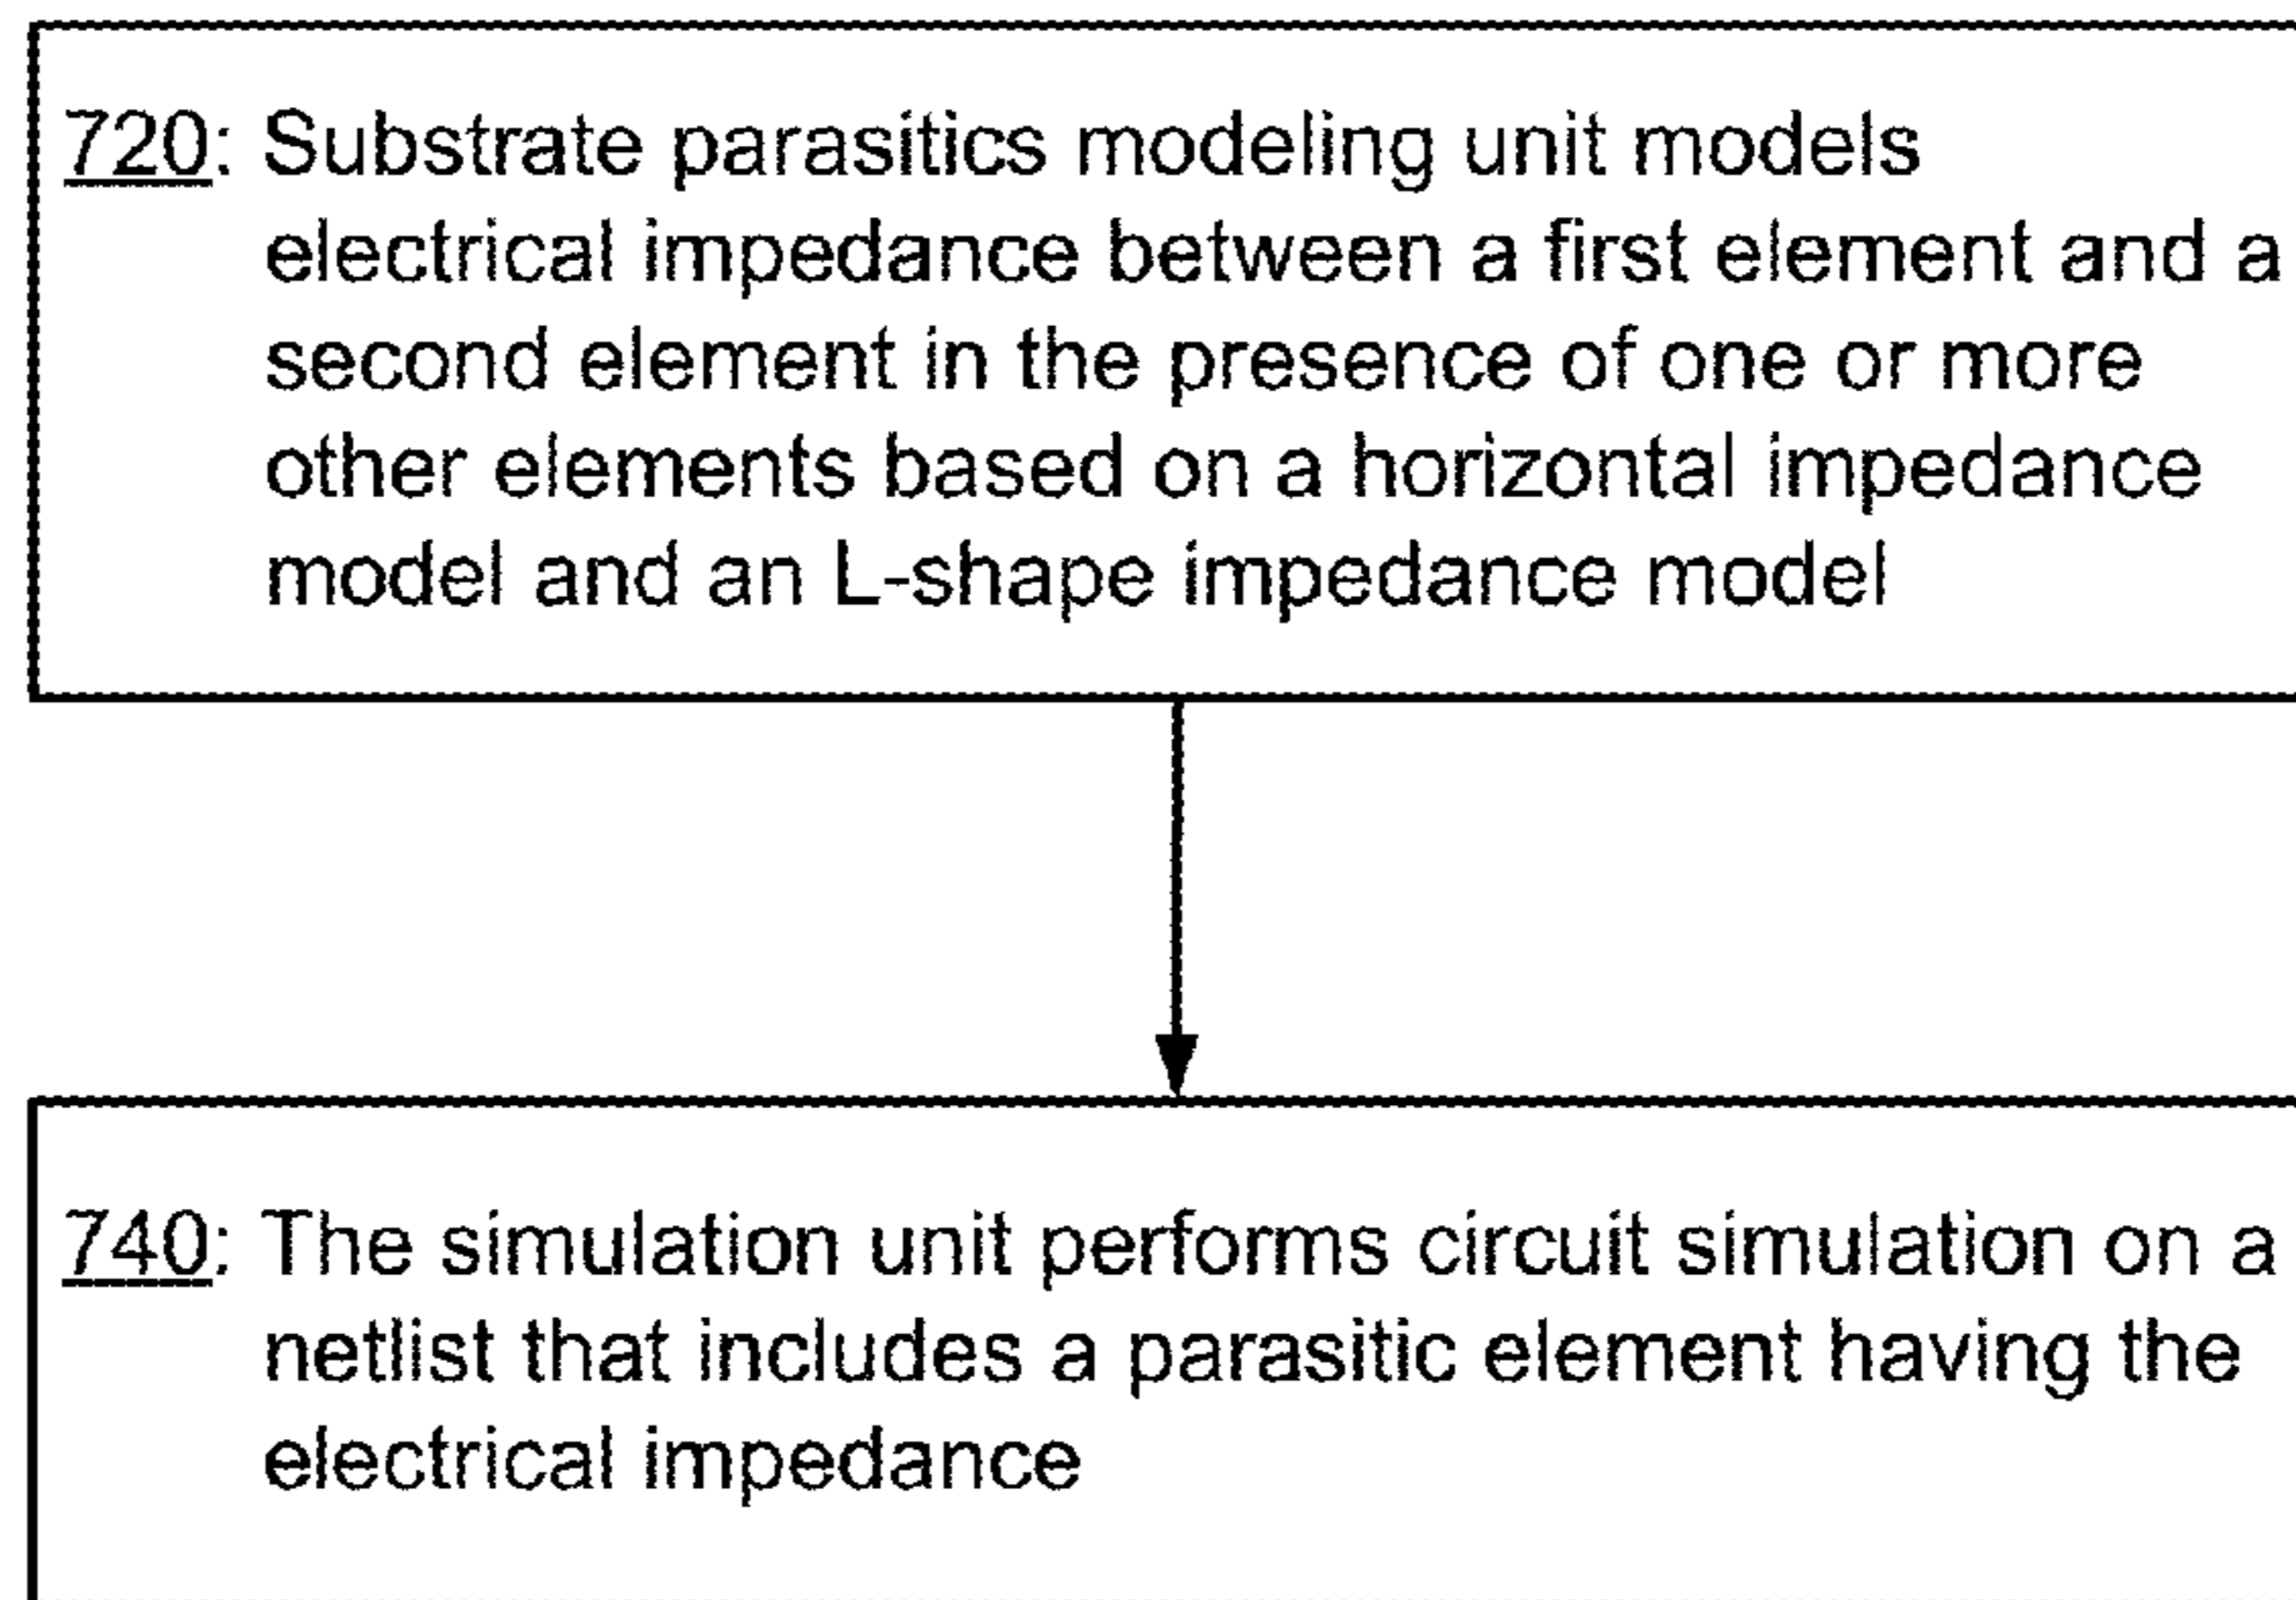 720: Substrate parasitics modeling unit models
electrical impedance between a first element and a
second element in the presence of one or more
other elements based on a horizontal impedance
model and an L-shape impedance model
740: The simulation unit performs circuit simulation on a
netlist that includes a parasitic element having the
electrical impedance